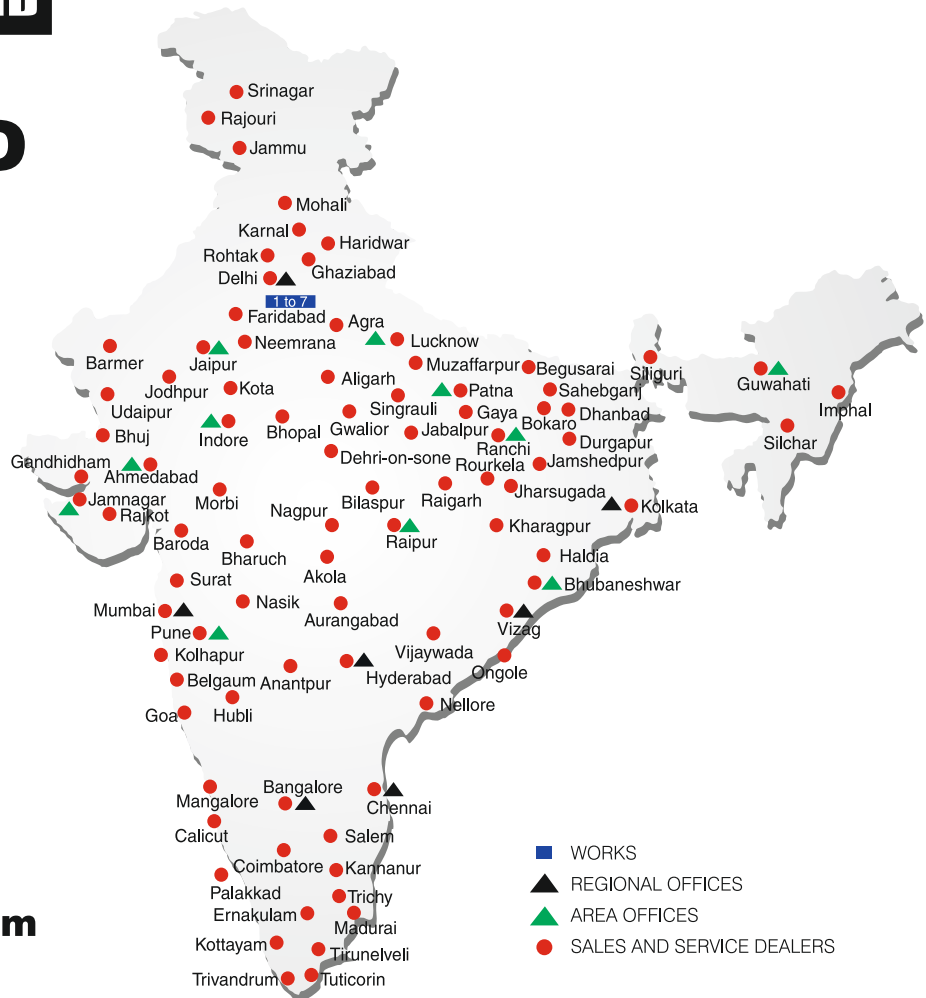 Srinagar
Rajouri
Jammu
Mohali
Karnal
Haridwar
Rohtak
Ghaziabad
Delhi
1 to 7
Faridabad
Agra
Neemrana
Lucknow
Barmer
Jaipur
Muzaffarpur
Begusarai
Siliguri
Guwahati
Jodhpur
Kota
Aligarh
Patna
Sahebganj
Imphal
Udaipur
Singrauli
Gaya
Bokaro
Dhanbad
Bhuj
Indore
Bhopal
Gwalior
Jabalpur
Ranchi
Durgapur
Silchar
Gandhidham
Ahmedabad
Dehri-on-sone
Rourkela
Jamshedpur
Jamnagar
Morbi
Bilaspur
Raigarh
Jharsugada
Kolkata
Rajkot
Nagpur
Raipur
Kharagpur
Baroda
Bharuch
Akola
Haldia
Surat
Bhubaneshwar
Mumbai
Nasik
Aurangabad
Vizag
Pune
Vijaywada
Kolhapur
Anantpur
Hyderabad
Ongole
Belgaum
Goa
Hubli
Nellore
Mangalore
Bangalore
Chennai
Calicut
Salem
Coimbatore
Kannanur
Palakkad
Trichy
Ernakulam
Madurai
Kottayam
Tirunelveli
Trivandrum
Tuticorin
WORKS
REGIONAL OFFICES
AREA OFFICES
SALES AND SERVICE DEALERS
m